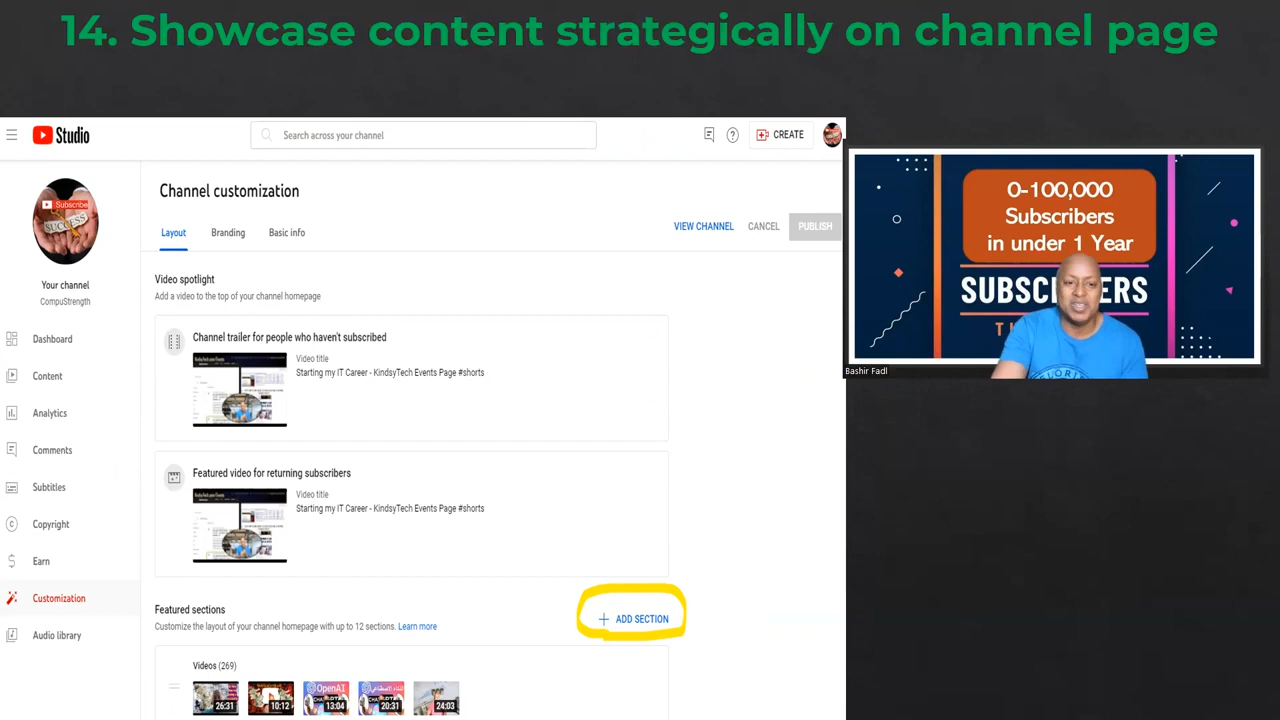 14. Showcase content strategically on channel page
Studio
Search across your channel
CREATE
Subscribe
SUCCESS
Your channel
CompuStrength
Dashboard
Content
Analytics
Comments
Subtitles
Copyright
Earn
Customization
Audio library
Channel customization
Layout
Branding
Basic info
VIEW CHANNEL
CANCEL
PUBLISH
Video spotlight
Add a video to the top of your channel homepage
Channel trailer for people who haven't subscribed
Video title
Starting my IT Career - KindsyTech Events Page #shorts
Featured video for returning subscribers
Video title
Starting my IT Career - KindsyTech Events Page #shorts
Featured sections
Customize the layout of your channel homepage with up to 12 sections. Learn more
+ ADD SECTION
Videos (269)
26:31
10:12
OpenAI
13:04
20:31
24:03
0-100,000
Subscribers
in under 1 Year
Bashir Fadl